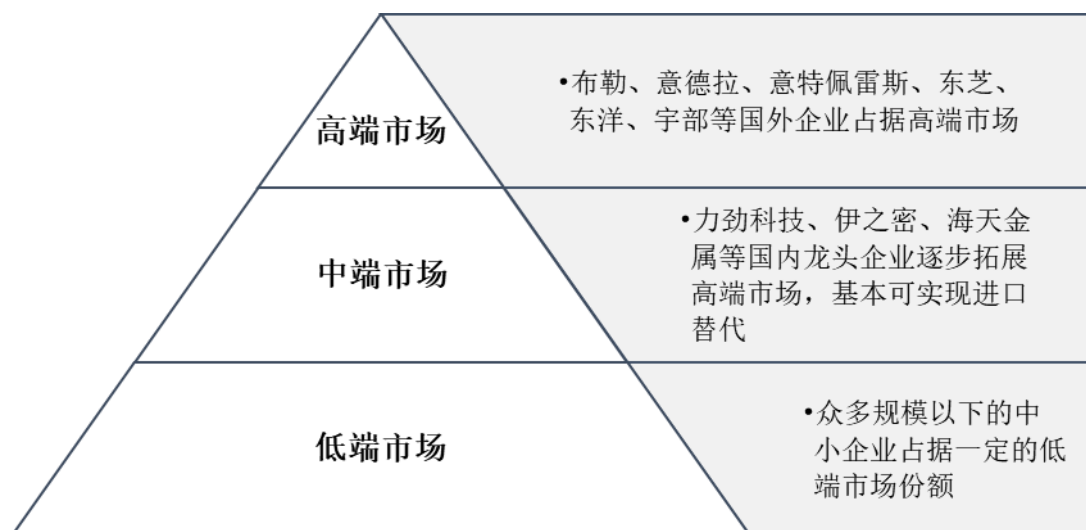 高端市场
•布勒、意德拉、意特佩雷斯、东芝、
东洋、宇部等国外企业占据高端市场
中端市场
•力劲科技、伊之密、海天金
属等国内龙头企业逐步拓展
高端市场，基本可实现进口
替代
低端市场
•众多规模以下的中
小企业占据一定的低
端市场份额